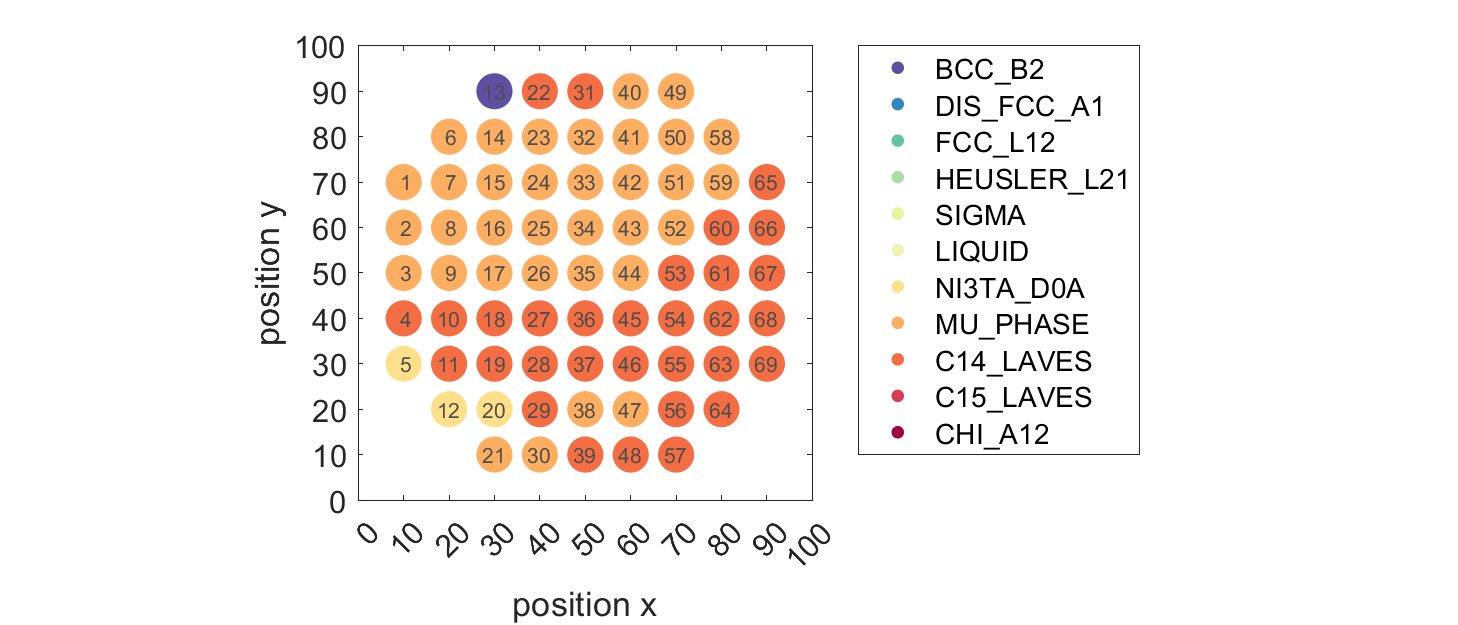 100
90
80
70
60
50
40
30
20
10
0
13 22 31 40 49
6 14 23 32 41 50 58
1 7 15 24 33 42 51 59 65
2 8 16 25 34 43 52 60 66
3 9 17 26 35 44 53 61 67
4 10 18 27 36 45 54 62 68
5 11 19 28 37 46 55 63 69
12 20 29 38 47 56 64
21 30 39 48 57
0 10 20 30 40 50 60 70 80 90 100
position x
position y
BCC_B2
DIS_FCC_A1
FCC_L12
HEUSLER_L21
SIGMA
LIQUID
NI3TA_D0A
MU_PHASE
C14_LAVES
C15_LAVES
CHI_A12